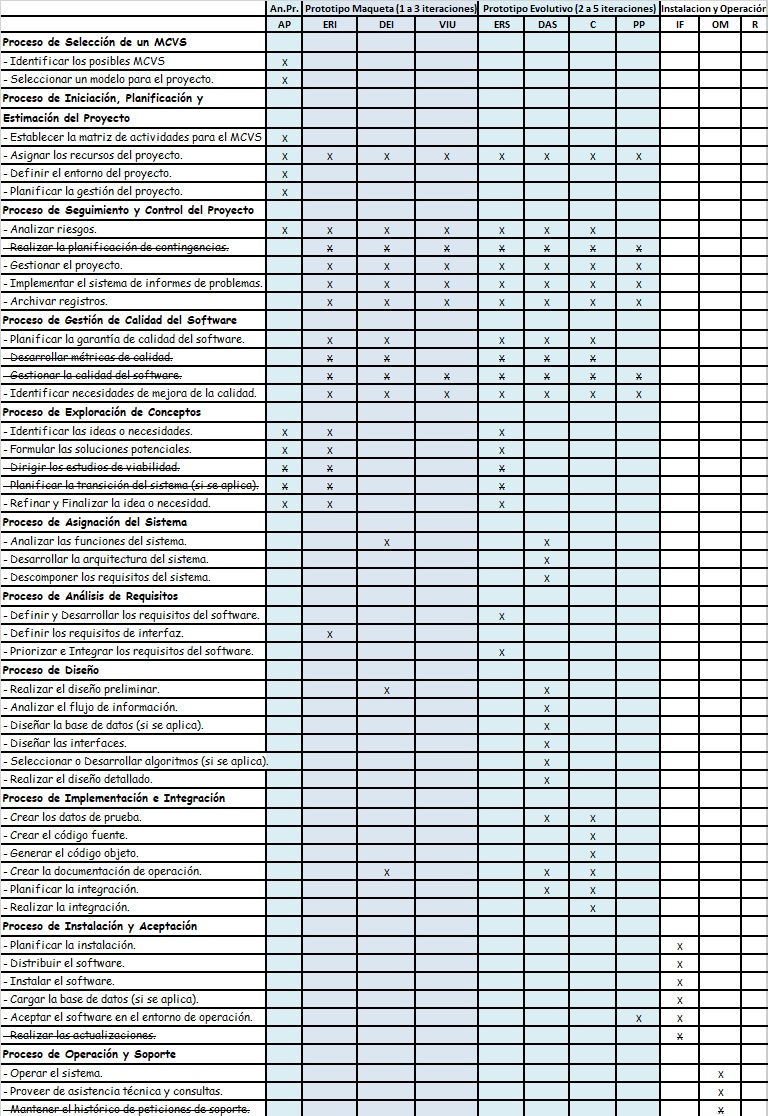 An.Pr. Prototipo Maqueta (1 a 3 iteraciones) Prototipo Evolutivo (2 a 5 iteraciones) Instalacion y Operación
AP ERI DEI VIU ERS DAS C PP IF OM R
Proceso de Selección de un MCVS
- Identificar los posibles MCVS X
- Seleccionar un modelo para el proyecto. X
Proceso de Iniciación, Planificación y
Estimación del Proyecto
- Establecer la matriz de actividades para el MCVS X
- Asignar los recursos del proyecto. X X X X X X X X
- Definir el entorno del proyecto. X
- Planificar la gestión del proyecto. X
Proceso de Seguimiento y Control del Proyecto
- Analizar riesgos. X X X X X X X
- Realizar la planificación de contingencias. X X X X X X X
- Gestionar el proyecto. X X X X X X X
- Implementar el sistema de informes de problemas. X X X X X X X
- Archivar registros. X X X X X X X
Proceso de Gestión de Calidad del Software
- Planificar la garantía de calidad del software. X X X X X
- Desarrollar métricas de calidad. X X X X X
- Gestionar la calidad del software. X X X X X X X
- Identificar necesidades de mejora de la calidad. X X X X X X X
Proceso de Exploración de Conceptos
- Identificar las ideas o necesidades. X X X
- Formular las soluciones potenciales. X X X
- Dirigir los estudios de viabilidad. X X X
- Planificar la transición del sistema (si se aplica). X X X
- Refinar y Finalizar la idea o necesidad. X X X
Proceso de Asignación del Sistema
- Analizar las funciones del sistema. X X
- Desarrollar la arquitectura del sistema. X
- Descomponer los requisitos del sistema. X
Proceso de Análisis de Requisitos
- Definir y Desarrollar los requisitos del software. X
- Definir los requisitos de interfaz. X
- Priorizar e Integrar los requisitos del software. X
Proceso de Diseño
- Realizar el diseño preliminar. X X
- Analizar el flujo de información. X
- Diseñar la base de datos (si se aplica). X
- Diseñar las interfaces. X
- Seleccionar o Desarrollar algoritmos (si se aplica). X
- Realizar el diseño detallado. X
Proceso de Implementación e Integración
- Crear los datos de prueba. X X
- Crear el código fuente. X
- Generar el código objeto. X
- Crear la documentación de operación. X X X
- Planificar la integración. X X
- Realizar la integración. X
Proceso de Instalación y Aceptación
- Planificar la instalación. X
- Distribuir el software. X
- Instalar el software. X
- Cargar la base de datos (si se aplica). X
- Aceptar el software en el entorno de operación. X X
- Realizar las actualizaciones. X
Proceso de Operación y Soporte
- Operar el sistema. X
- Proveer de asistencia técnica y consultas. X
- Mantener el histórico de peticiones de soporte. X